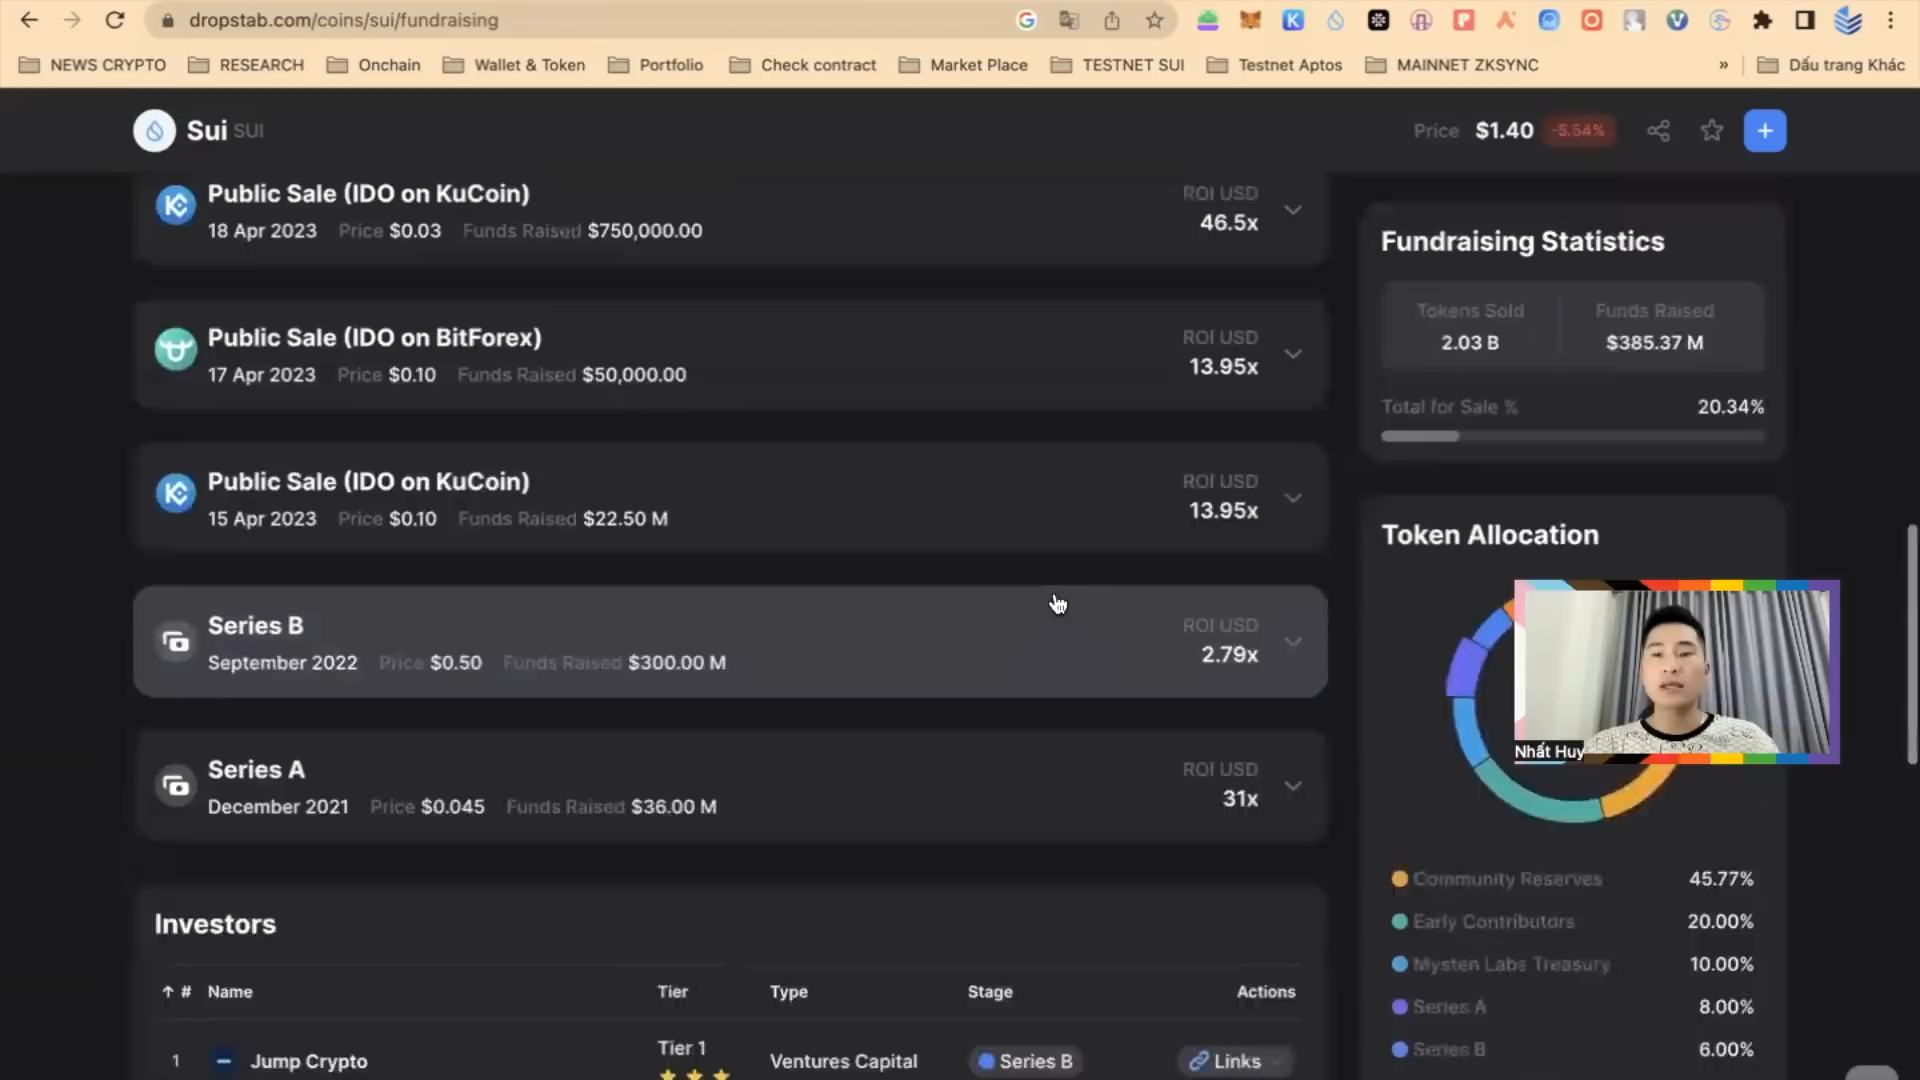 dropstab.com/coins/sui/fundraising
NEWS CRYPTO
RESEARCH
Onchain
Wallet & Token
Portfolio
Check contract
Market Place
TESTNET SUI
Testnet Aptos
MAINNET ZKSYNC
»
Dấu trang Khác
Sui SUI
Price $1.40 -5.54%
Public Sale (IDO on KuCoin)
18 Apr 2023 Price $0.03 Funds Raised $750,000.00
ROI USD
46.5x
Public Sale (IDO on BitForex)
17 Apr 2023 Price $0.10 Funds Raised $50,000.00
ROI USD
13.95x
Public Sale (IDO on KuCoin)
15 Apr 2023 Price $0.10 Funds Raised $22.50 M
ROI USD
13.95x
Series B
September 2022 Price $0.50 Funds Raised $300.00 M
ROI USD
2.79x
Series A
December 2021 Price $0.045 Funds Raised $36.00 M
ROI USD
31x
Investors
# Name Tier Type Stage Actions
1 Jump Crypto Tier 1 Ventures Capital Series B Links
Fundraising Statistics
Tokens Sold Funds Raised
2.03 B $385.37 M
Total for Sale % 20.34%
Token Allocation
Nhất Huy
Community Reserves 45.77%
Early Contributors 20.00%
Mysten Labs Treasury 10.00%
Series A 8.00%
Series B 6.00%